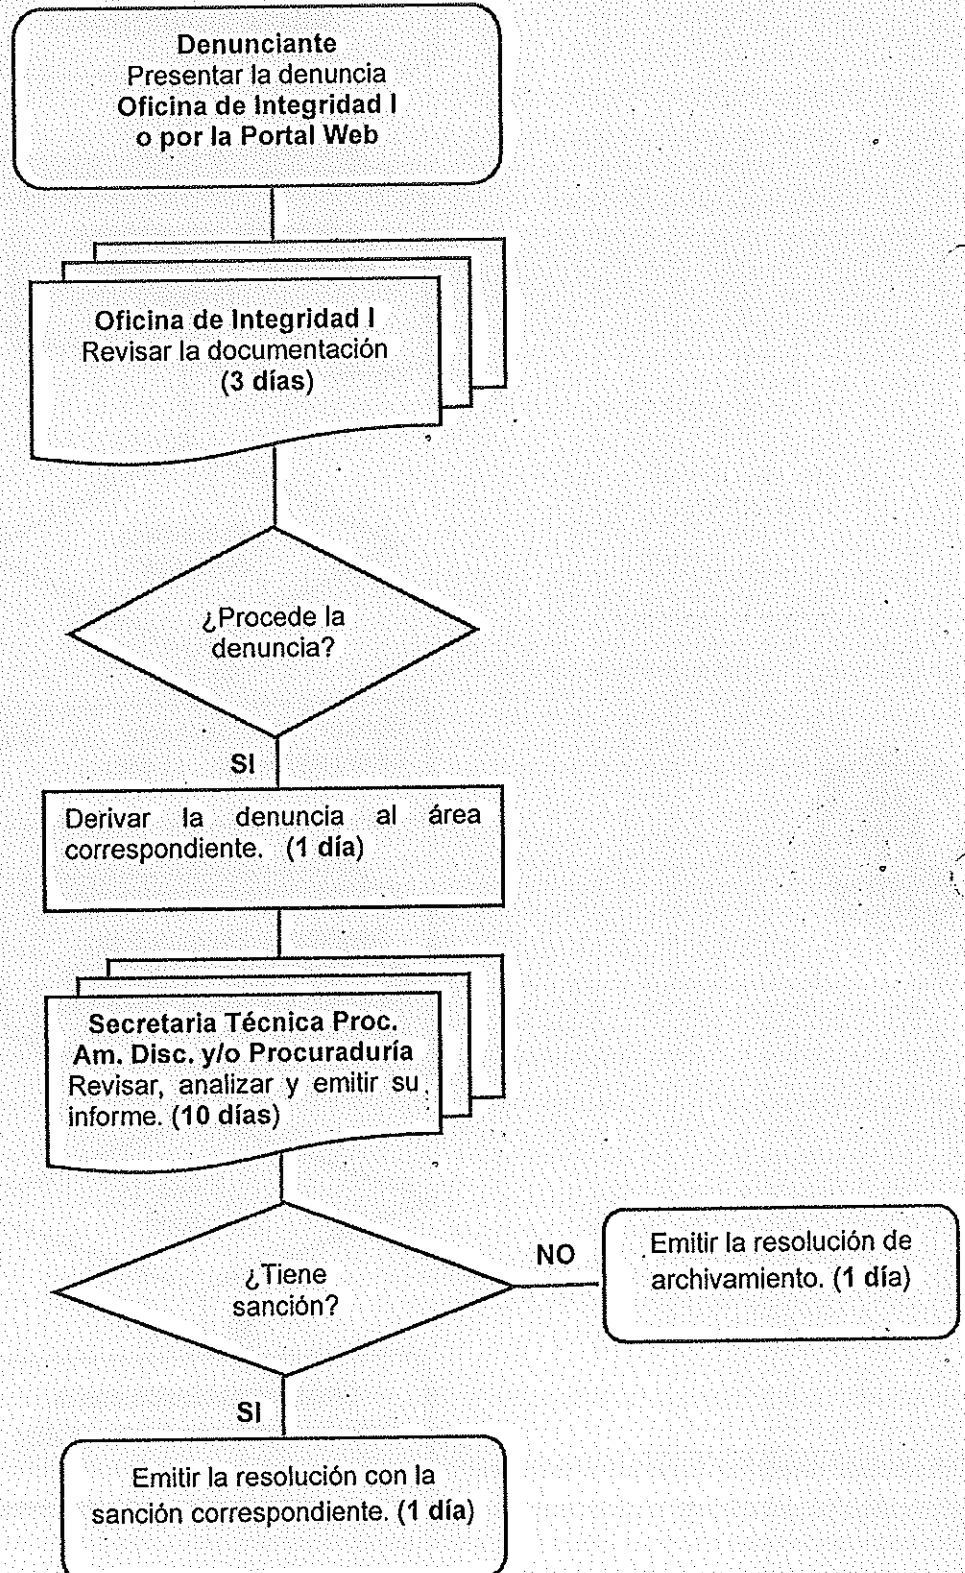 Denunciante
Presentar la denuncia
Oficina de Integridad I
o por la Portal Web
Oficina de Integridad I
Revisar la documentación
(3 días)
¿Procede la
denuncia?
SI
Derivar la denuncia al área
correspondiente. (1 día)
Secretaria Técnica Proc.
Am. Disc. y/o Procuraduría
Revisar, analizar y emitir su
informe. (10 días)
¿Tiene
sanción?
NO
Emitir la resolución de
archivamiento. (1 día)
SI
Emitir la resolución con la
sanción correspondiente. (1 día)